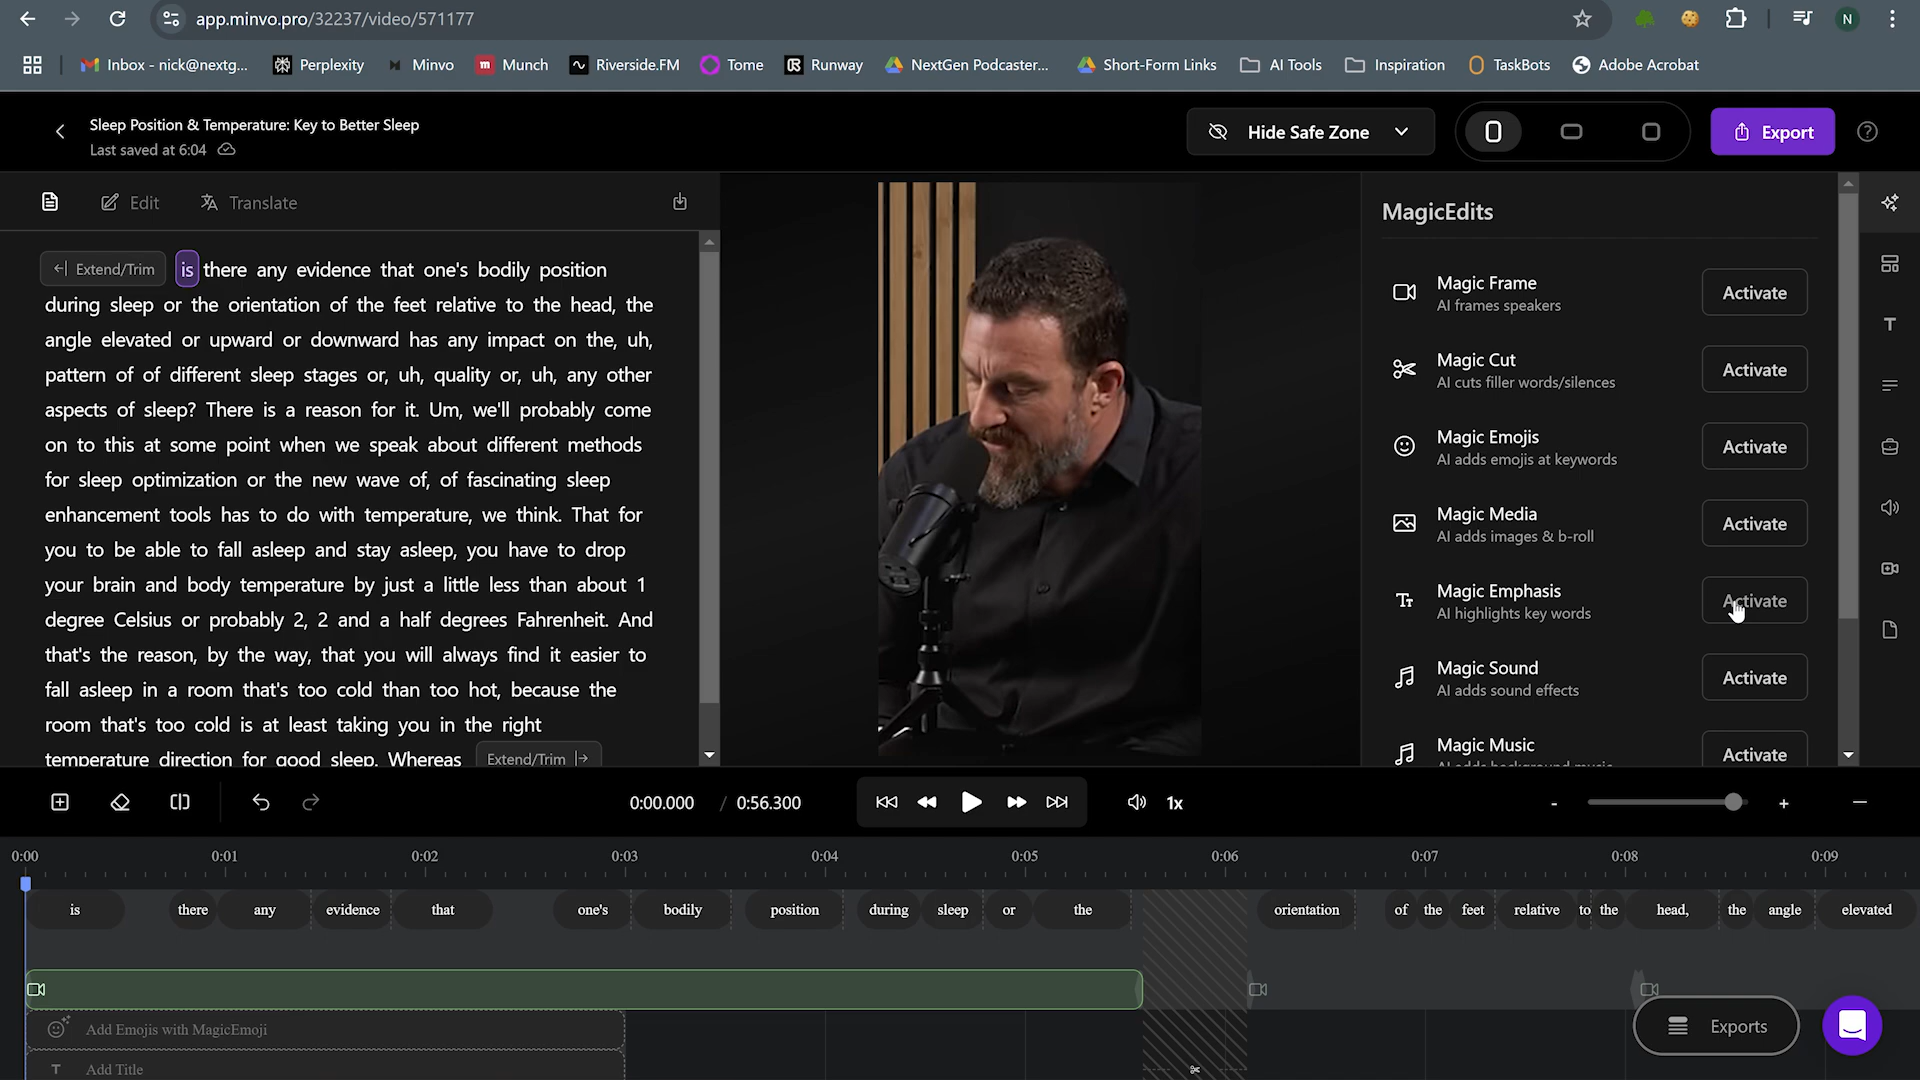 app.minvo.pro/32237/video/571177
N
Inbox - nick@nextg... Perplexity Minvo Munch Riverside.FM Tome Runway NextGen Podcaster... Short-Form Links AI Tools Inspiration TaskBots Adobe Acrobat
Sleep Position & Temperature: Key to Better Sleep
Last saved at 6:04
Hide Safe Zone
Export
Edit Translate
Extend/Trim is there any evidence that one's bodily position
during sleep or the orientation of the feet relative to the head, the
angle elevated or upward or downward has any impact on the, uh,
pattern of of different sleep stages or, uh, quality or, uh, any other
aspects of sleep? There is a reason for it. Um, we'll probably come
on to this at some point when we speak about different methods
for sleep optimization or the new wave of, of fascinating sleep
enhancement tools has to do with temperature, we think. That for
you to be able to fall asleep and stay asleep, you have to drop
your brain and body temperature by just a little less than about 1
degree Celsius or probably 2, 2 and a half degrees Fahrenheit. And
that's the reason, by the way, that you will always find it easier to
fall asleep in a room that's too cold than too hot, because the
room that's too cold is at least taking you in the right
temperature direction for good sleep. Whereas Extend/Trim
MagicEdits
Magic Frame
AI frames speakers
Activate
Magic Cut
AI cuts filler words/silences
Activate
Magic Emojis
AI adds emojis at keywords
Activate
Magic Media
AI adds images & b-roll
Activate
Magic Emphasis
AI highlights key words
Activate
Magic Sound
AI adds sound effects
Activate
Magic Music
AI adds background music
Activate
0:00.000 / 0:56.300
1x
- +
0:00 0:01 0:02 0:03 0:04 0:05 0:06 0:07 0:08 0:09
is there any evidence that one's bodily position during sleep or the orientation of the feet relative to the head, the angle elevated
Add Emojis with MagicEmoji
Add Title
Exports